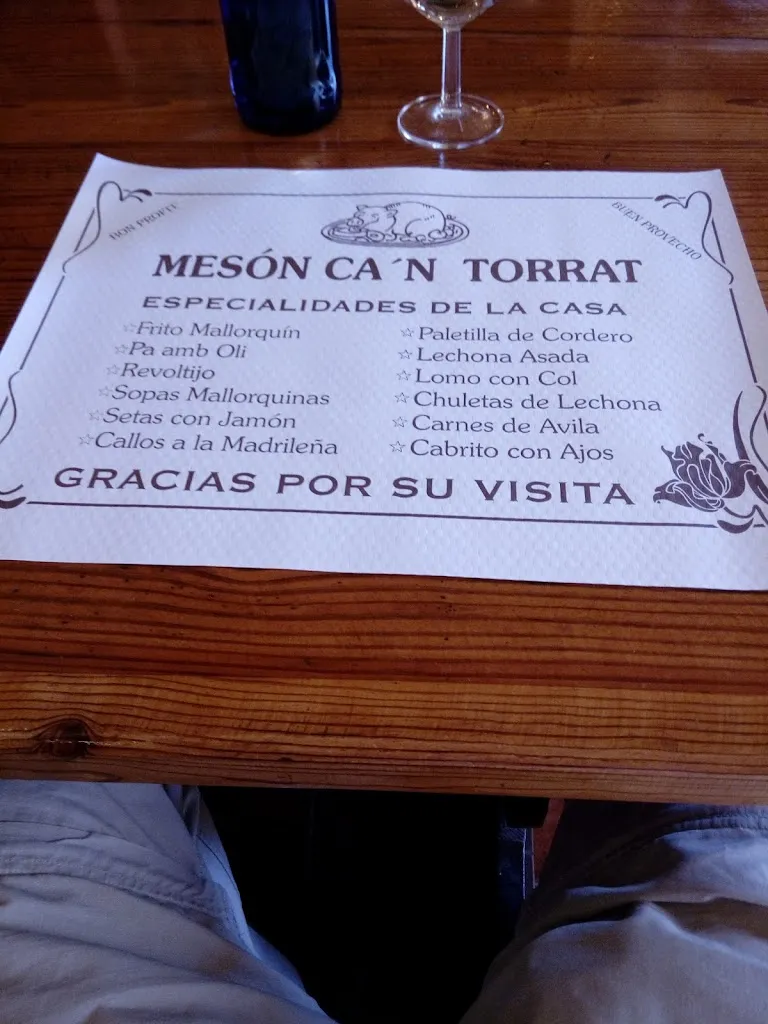 BON PROFIT
BUEN PROVECHO
MESÓN CA´N TORRAT
ESPECIALIDADES DE LA CASA
☆Frito Mallorquín
☆Pa amb Oli
☆Revoltijo
☆Sopas Mallorquinas
☆Setas con Jamón
☆Callos a la Madrileña
☆Paletilla de Cordero
☆Lechona Asada
☆Lomo con Col
☆Chuletas de Lechona
☆Carnes de Avila
☆Cabrito con Ajos
GRACIAS POR SU VISITA